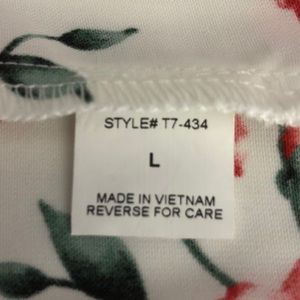 STYLE# T7-434
L
MADE IN VIETNAM
REVERSE FOR CARE